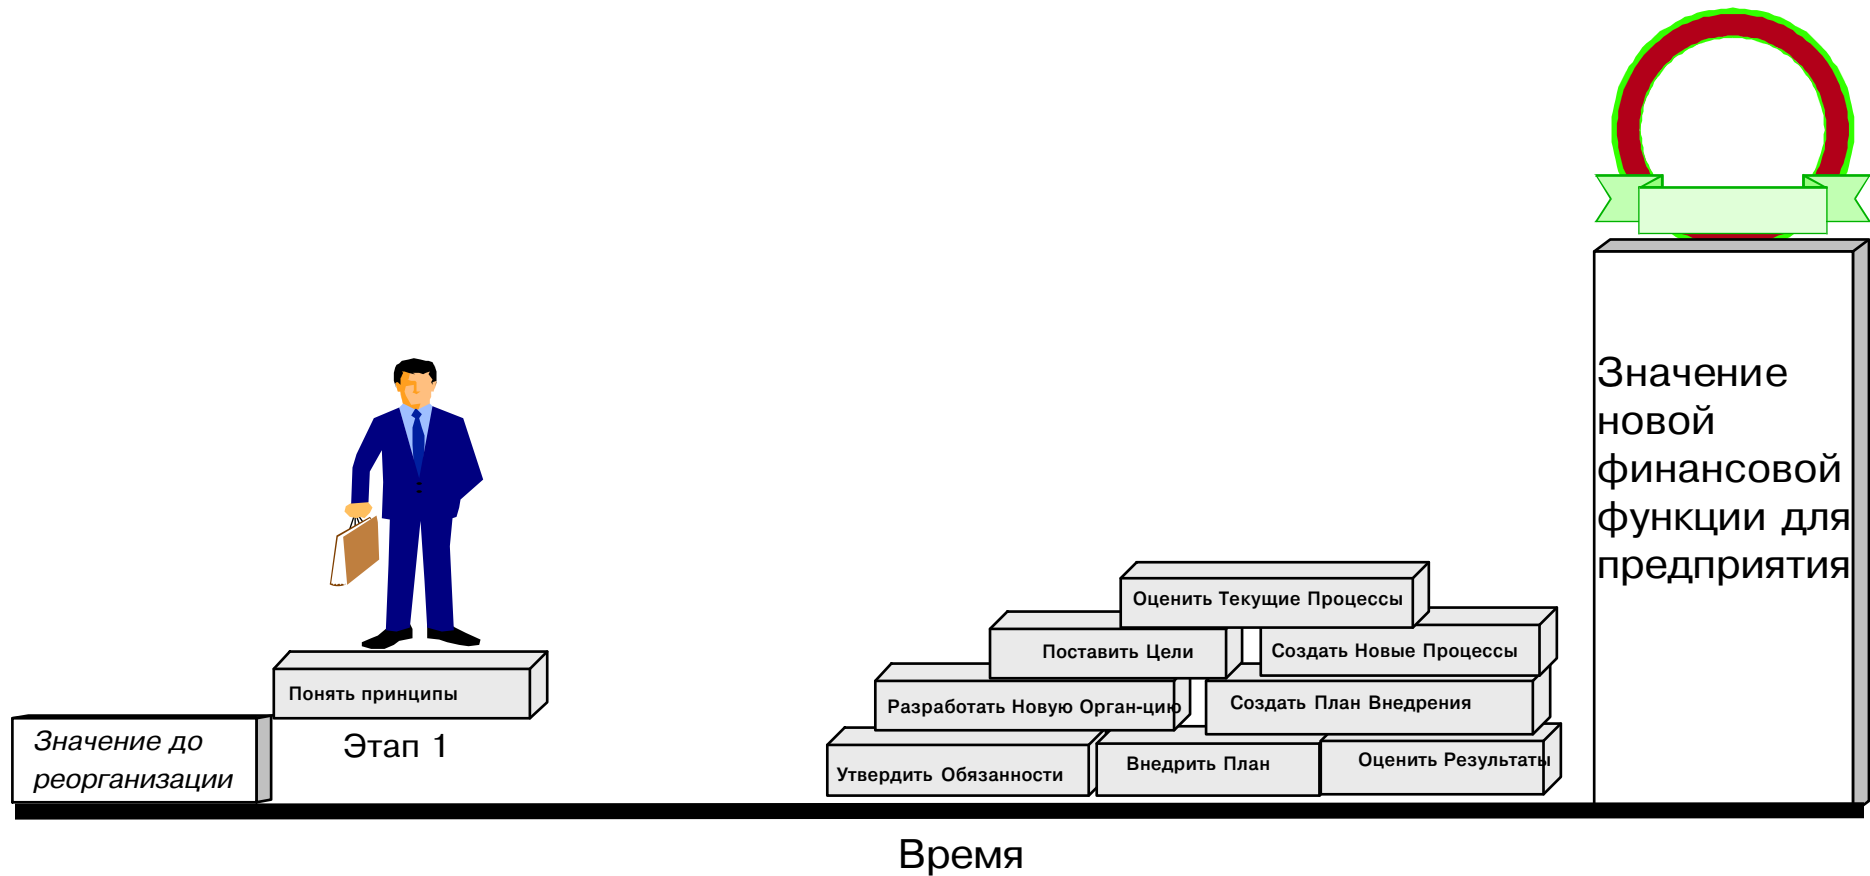 Значение
новой
финансовой
функции для
предприятия
Оценить Текущие Процессы
Поставить Цели
Создать Новые Процессы
Разработать Новую Орган-цию
Создать План Внедрения
Утвердить Обязанности
Внедрить План
Оценить Результаты
Понять принципы
Этап 1
Значение до
реорганизации
Время